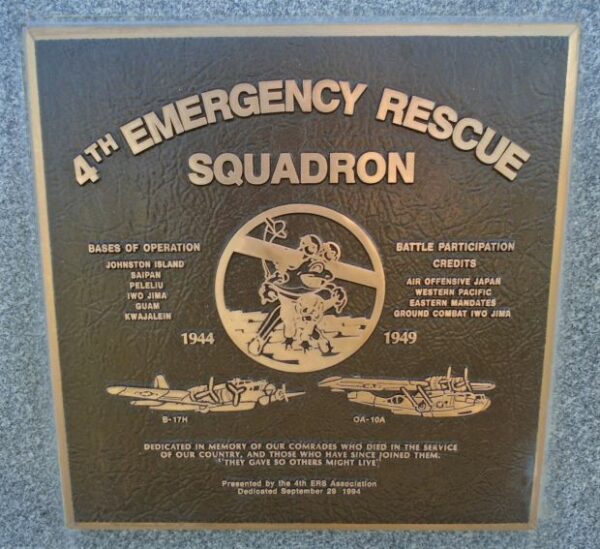 4TH EMERGENCY RESCUE
SQUADRON
BASES OF OPERATION
JOHNSTON ISLAND
SAIPAN
PELELIU
IWO JIMA
GUAM
KWAJALEIN
BATTLE PARTICIPATION
CREDITS
AIR OFFENSIVE JAPAN
WESTERN PACIFIC
EASTERN MANDATES
GROUND COMBAT IWO JIMA
1944
1949
B-17H
OA-10A
DEDICATED IN MEMORY OF OUR COMRADES WHO DIED IN THE SERVICE
OF OUR COUNTRY, AND THOSE WHO HAVE SINCE JOINED THEM.
"THEY GAVE SO OTHERS MIGHT LIVE"
Presented by the 4th ERS Association
Dedicated September 29 1994